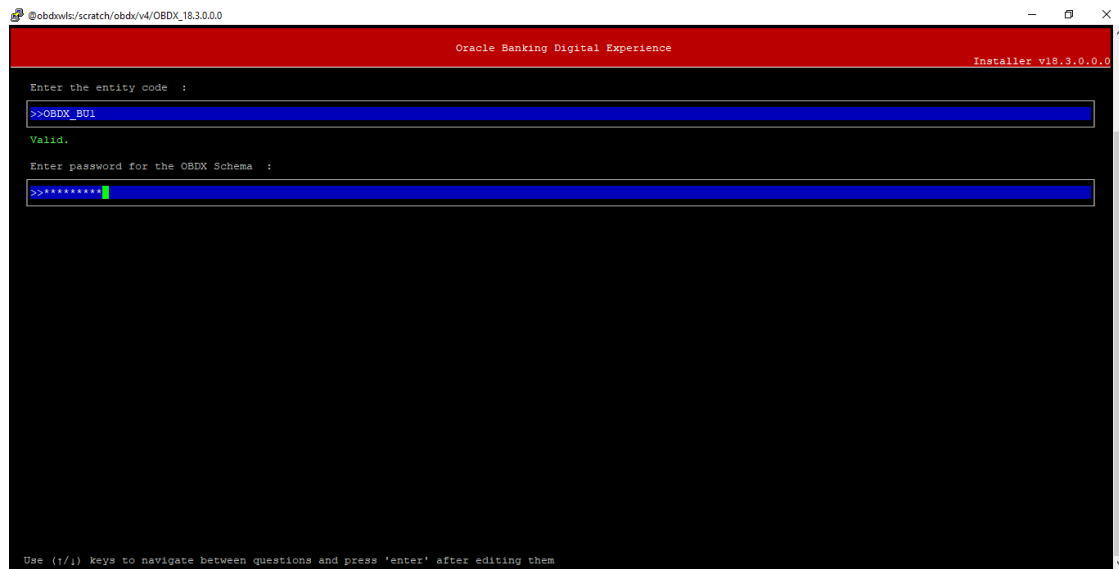 @obdxwls:/scratch/obdx/v4/OBDX_18.3.0.0.0
Oracle Banking Digital Experience
Installer v18.3.0.0.0
Enter the entity code :
>>OBDX_BU1
Valid.
Enter password for the OBDX Schema :
>>*********
Use (↑/↓) keys to navigate between questions and press 'enter' after editing them